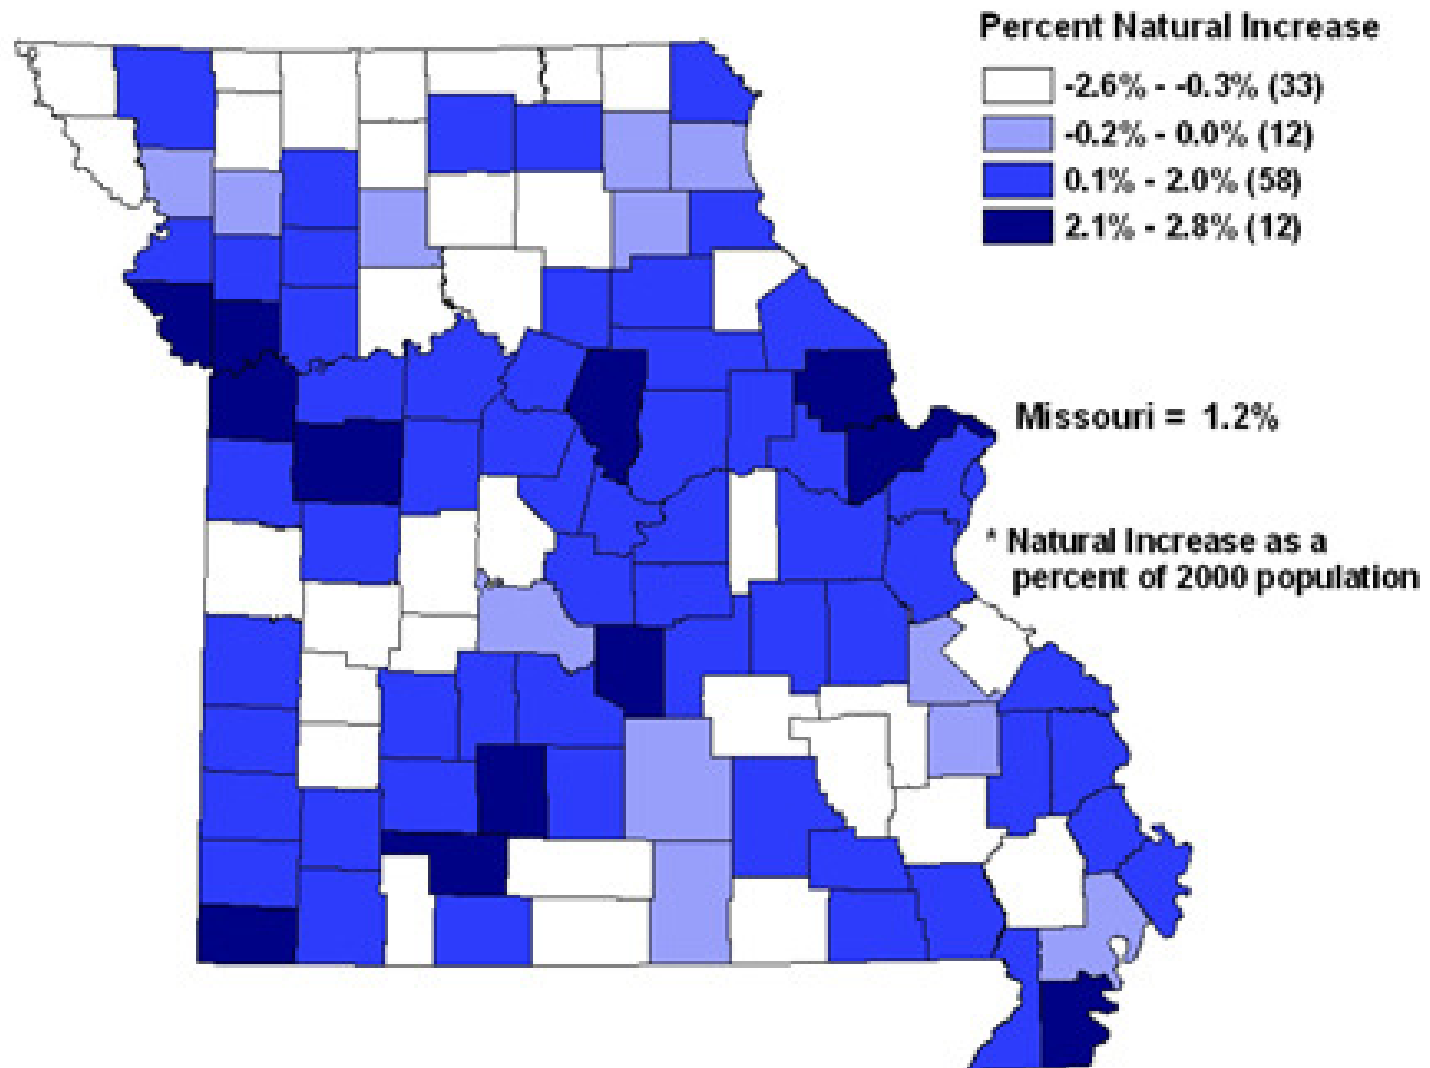 Percent Natural Increase
-2.6% - -0.3% (33)
-0.2% - 0.0% (12)
0.1% - 2.0% (58)
2.1% - 2.8% (12)
Missouri = 1.2%
* Natural Increase as a
percent of 2000 population